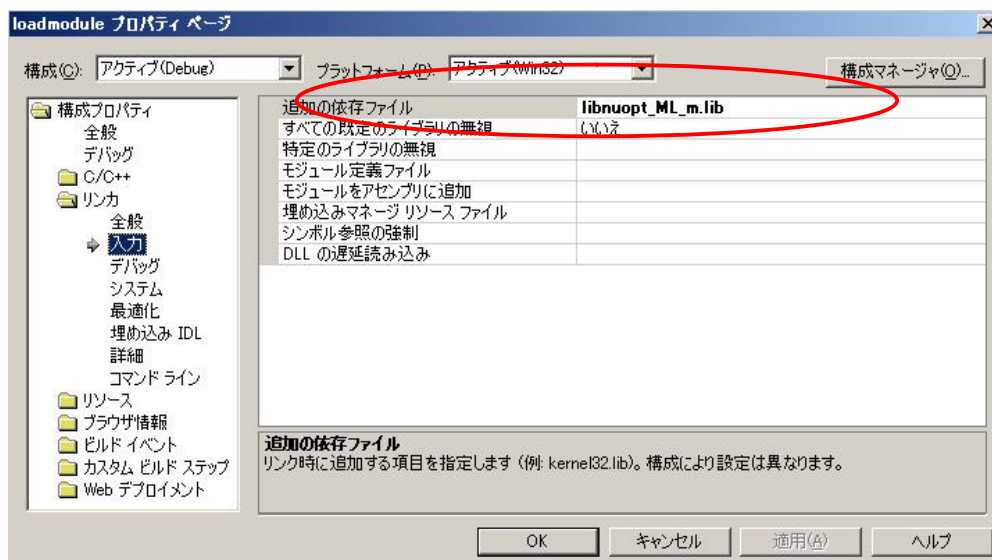 loadmodule プロパティ ページ
構成(C): アクティブ(Debug) プラットフォーム(P): アクティブ(Win32) 構成マネージャ(O)...
構成プロパティ
全般
デバッグ
C/C++
リンカ
全般
入力
デバッグ
システム
最適化
埋め込み IDL
詳細
コマンド ライン
リソース
ブラウザ情報
ビルド イベント
カスタム ビルド ステップ
Web デプロイメント
追加の依存ファイル libnuopt_ML_m.lib
すべての既定のライブラリの無視 いいえ
特定のライブラリの無視
モジュール定義ファイル
モジュールをアセンブリに追加
埋め込みマネージ リソース ファイル
シンボル参照の強制
DLL の遅延読み込み
追加の依存ファイル
リンク時に追加する項目を指定します (例: kernel32.lib)。構成により設定は異なります。
OK キャンセル 適用(A) ヘルプ